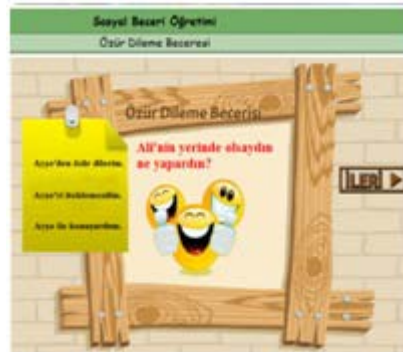 Sosyal Beceri Öğretimi
Özür Dileme Becerisi
Özür Dileme Becerisi
Ali'nin yerinde olsaydın
ne yapardın?
Ayşe'den özür dilerim.
Ayşe'yi beklemezdim.
Ayşe ile konuşurdum.
İLERİ